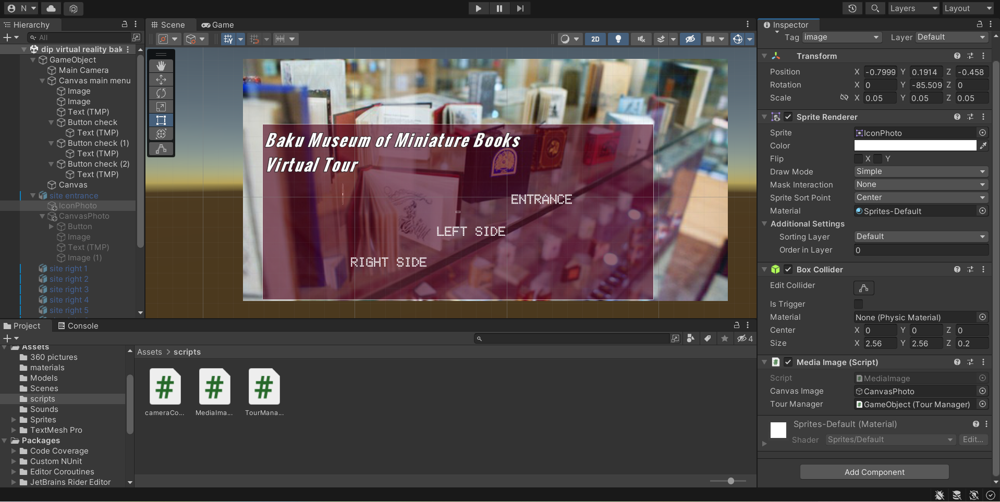 N
Layers
Layout
Hierarchy
Scene
Game
Inspector
All
2D
Tag image Layer Default
dip virtual reality bak
GameObject
Main Camera
Canvas main menu
Image
Image
Text (TMP)
Button check
Text (TMP)
Button check (1)
Text (TMP)
Button check (2)
Text (TMP)
Canvas
site entrance
IconPhoto
CanvasPhoto
Button
Image
Text (TMP)
Image (1)
site right 1
site right 2
site right 3
site right 4
site right 5
Baku Museum of Miniature Books
Virtual Tour
ENTRANCE
LEFT SIDE
RIGHT SIDE
Transform
Position X -0.7999 Y 0.1914 Z -0.458
Rotation X 0 Y -85.509 Z 0
Scale X 0.05 Y 0.05 Z 0.05
Sprite Renderer
Sprite IconPhoto
Color
Flip X Y
Draw Mode Simple
Mask Interaction None
Sprite Sort Point Center
Material Sprites-Default
Additional Settings
Sorting Layer Default
Order in Layer 0
Box Collider
Edit Collider
Is Trigger
Material None (Physic Material)
Center X 0 Y 0 Z 0
Size X 2.56 Y 2.56 Z 0.2
Media Image (Script)
Script MediaImage
Canvas Image CanvasPhoto
Tour Manager GameObject (Tour Manager)
Sprites-Default (Material)
Shader Sprites/Default Edit...
Add Component
Project
Console
4
Assets
360 pictures
materials
Models
Scenes
scripts
Sounds
Sprites
TextMesh Pro
Packages
Code Coverage
Custom NUnit
Editor Coroutines
JetBrains Rider Editor
Assets > scripts
cameraCo...
MediaIma...
TourMana...